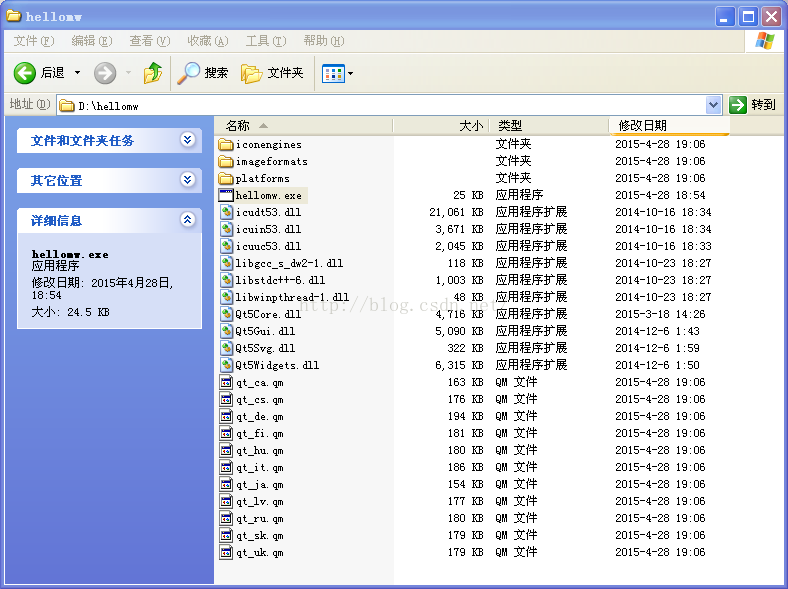 hellomw
文件(F) 编辑(E) 查看(V) 收藏(A) 工具(T) 帮助(H)
后退 搜索 文件夹
地址(D) D:\hellomw 转到
文件和文件夹任务
其它位置
详细信息
hellomw.exe
应用程序
修改日期: 2015年4月28日,
18:54
大小: 24.5 KB
名称 大小 类型 修改日期
iconengines 文件夹 2015-4-28 19:06
imageformats 文件夹 2015-4-28 19:06
platforms 文件夹 2015-4-28 19:06
hellomw.exe 25 KB 应用程序 2015-4-28 18:54
icudt53.dll 21,061 KB 应用程序扩展 2014-10-16 18:34
icuin53.dll 3,671 KB 应用程序扩展 2014-10-16 18:34
icuuc53.dll 2,045 KB 应用程序扩展 2014-10-16 18:33
libgcc_s_dw2-1.dll 118 KB 应用程序扩展 2014-10-23 18:27
libstdc++-6.dll 1,003 KB 应用程序扩展 2014-10-23 18:27
libwinpthread-1.dll 48 KB 应用程序扩展 2014-10-23 18:27
http://blog.csdn.net
Qt5Core.dll 4,716 KB 应用程序扩展 2015-3-18 14:26
Qt5Gui.dll 5,090 KB 应用程序扩展 2014-12-6 1:43
Qt5Svg.dll 322 KB 应用程序扩展 2014-12-6 1:59
Qt5Widgets.dll 6,315 KB 应用程序扩展 2014-12-6 1:50
qt_ca.qm 163 KB QM 文件 2015-4-28 19:06
qt_cs.qm 176 KB QM 文件 2015-4-28 19:06
qt_de.qm 194 KB QM 文件 2015-4-28 19:06
qt_fi.qm 181 KB QM 文件 2015-4-28 19:06
qt_hu.qm 180 KB QM 文件 2015-4-28 19:06
qt_it.qm 186 KB QM 文件 2015-4-28 19:06
qt_ja.qm 154 KB QM 文件 2015-4-28 19:06
qt_lv.qm 177 KB QM 文件 2015-4-28 19:06
qt_ru.qm 180 KB QM 文件 2015-4-28 19:06
qt_sk.qm 179 KB QM 文件 2015-4-28 19:06
qt_uk.qm 179 KB QM 文件 2015-4-28 19:06